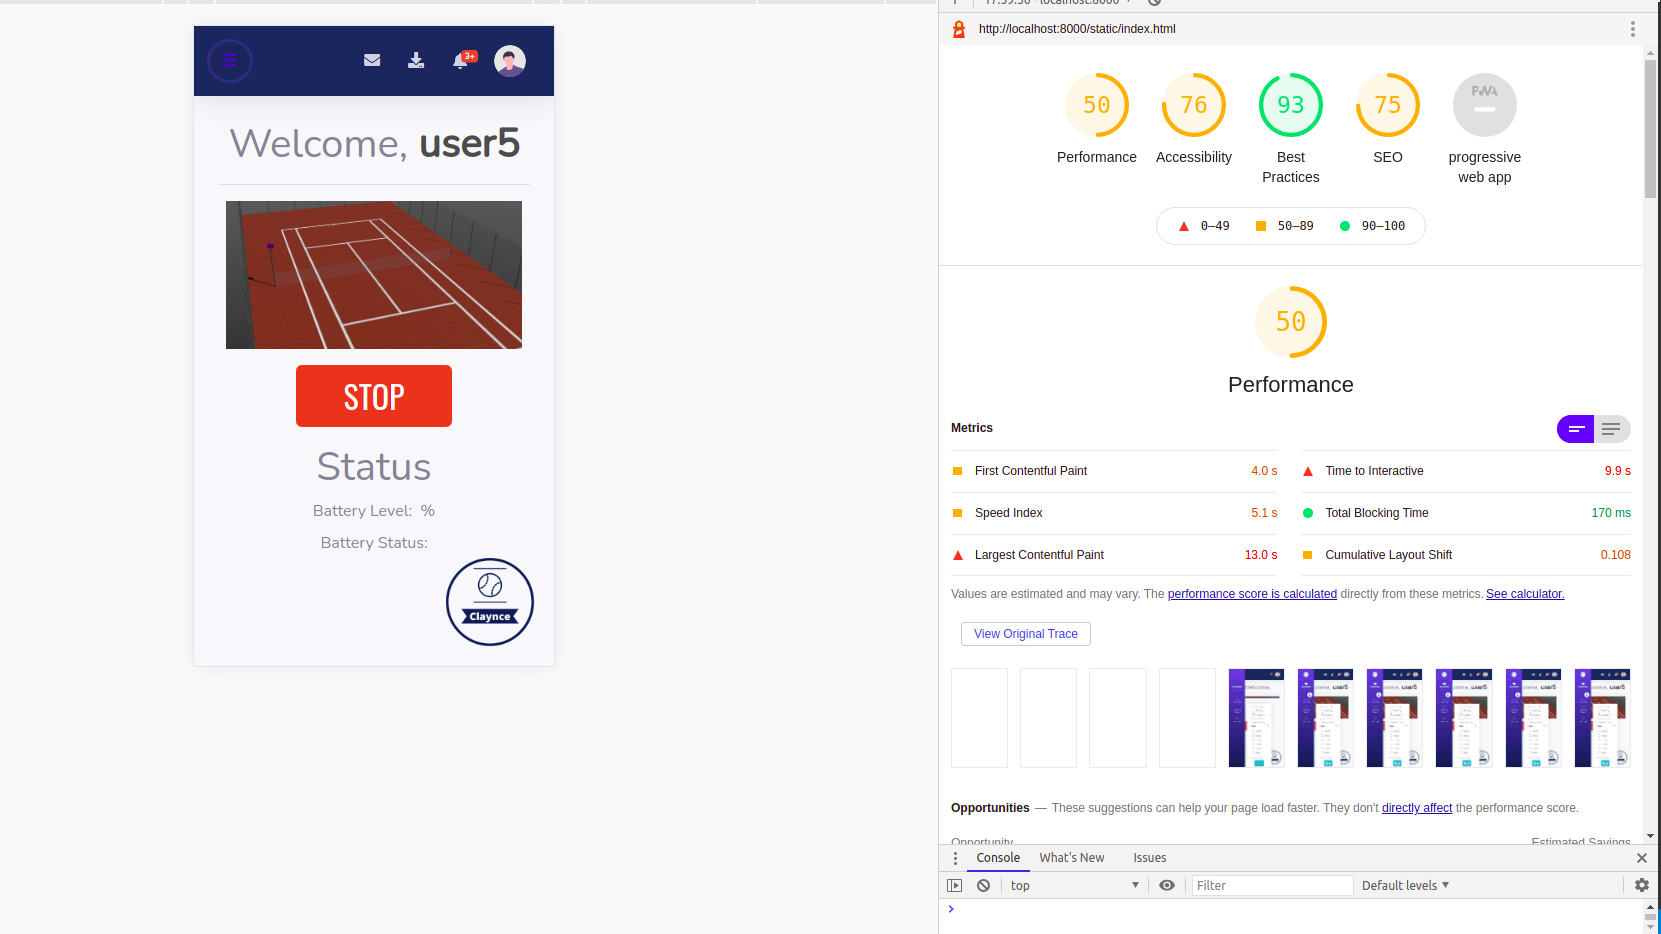 3+
Welcome, user5
STOP
Status
Battery Level:  %
Battery Status:
Claynce
http://localhost:8000/static/index.html
50
76
93
75
PWA
Performance
Accessibility
Best
Practices
SEO
progressive
web app
0–49
50–89
90–100
50
Performance
Metrics
First Contentful Paint 4.0 s
Time to Interactive 9.9 s
Speed Index 5.1 s
Total Blocking Time 170 ms
Largest Contentful Paint 13.0 s
Cumulative Layout Shift 0.108
Values are estimated and may vary. The performance score is calculated directly from these metrics. See calculator.
View Original Trace
Opportunities — These suggestions can help your page load faster. They don't directly affect the performance score.
Opportunity Estimated Savings
Console What's New Issues
top Filter Default levels